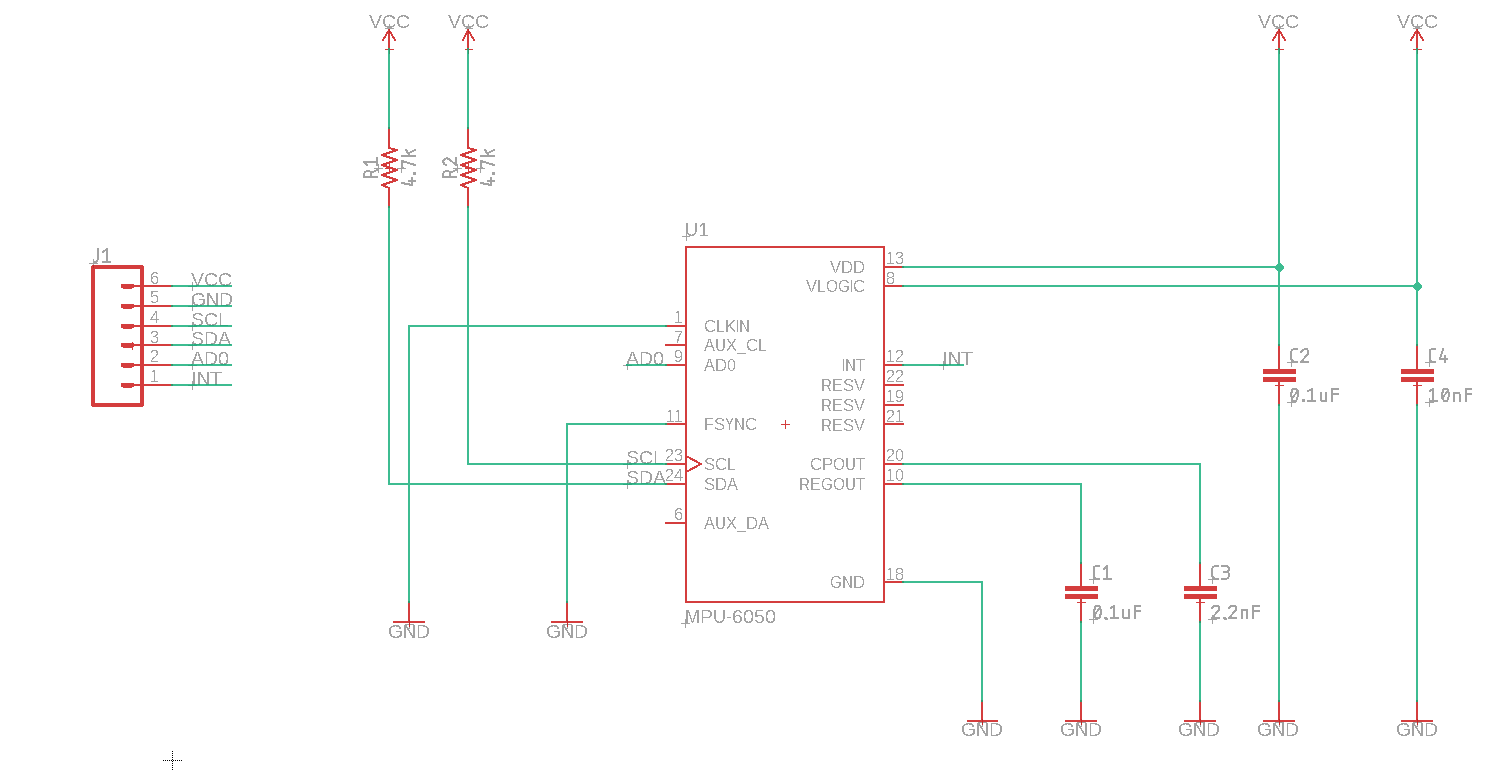 VCC VCC VCC VCC
R1 4.7k R2 4.7k
U1
J1
6 VCC
5 GND
4 SCL
3 SDA
2 AD0
1 INT
VDD 13
VLOGIC 8
1 CLKIN
7 AUX_CL
AD0 9 AD0
INT 12 INT
RESV 22
RESV 19
RESV 21
11 FSYNC
SCL 23 SCL
SDA 24 SDA
CPOUT 20
REGOUT 10
6 AUX_DA
GND 18
MPU-6050
C2
0.1uF
C4
10nF
C1
0.1uF
C3
2.2nF
GND GND
GND GND GND GND GND